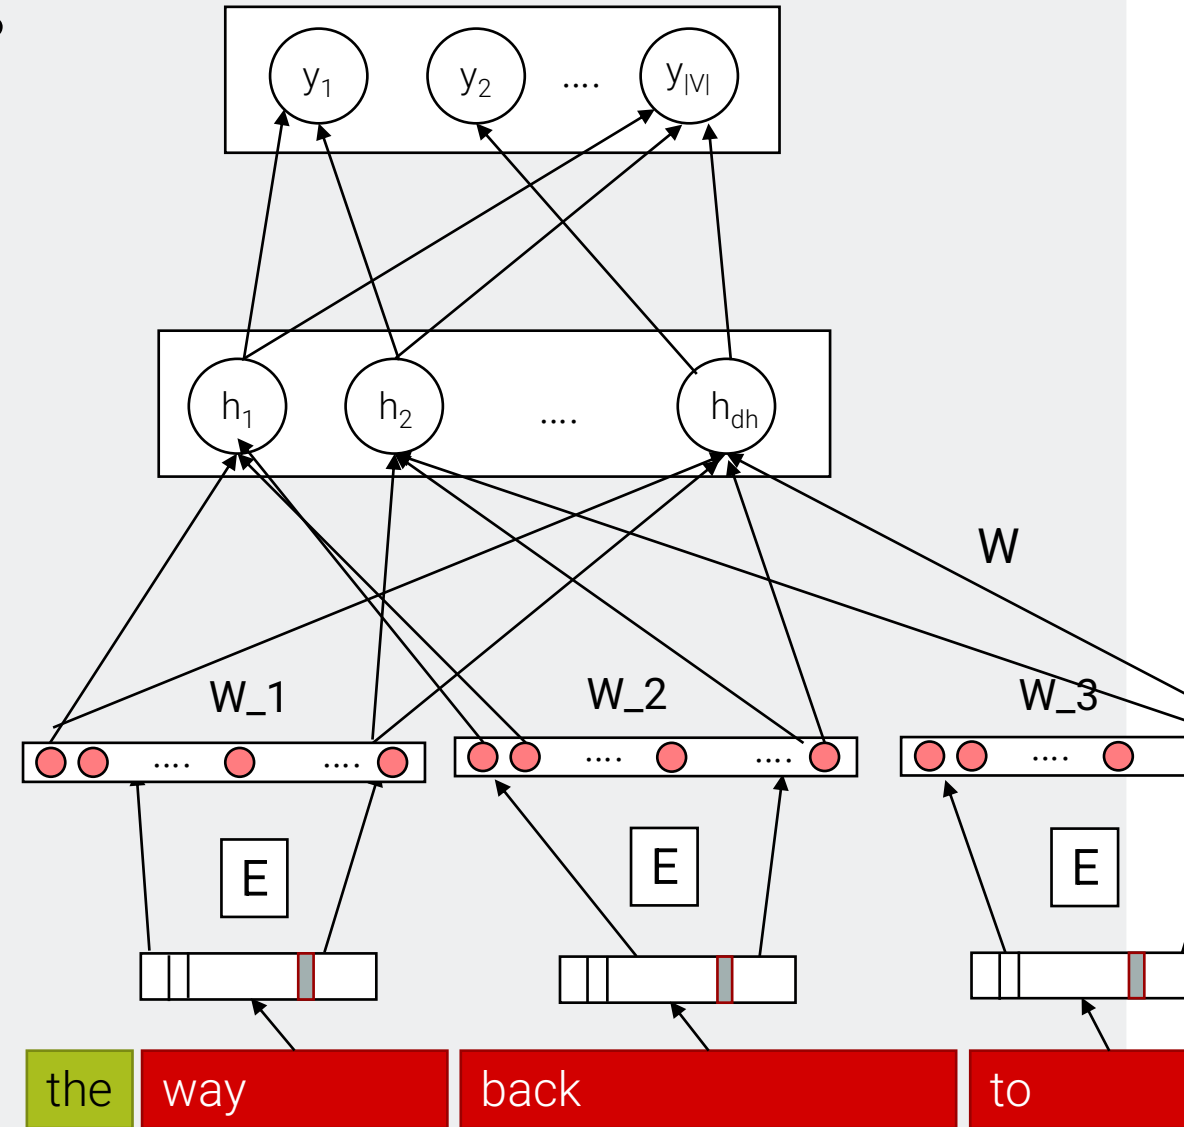 y1 y2 .... y|V|
h1 h2 .... hdh
W
W_1 W_2 W_3
.... .... .... .... ....
E E E
the way back to